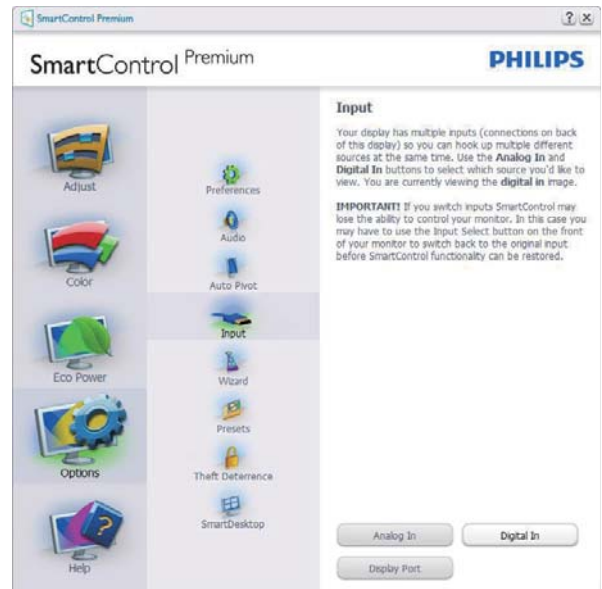 SmartControl Premium
? x
SmartControl Premium
PHILIPS
Adjust
Color
Eco Power
Options
Help
Preferences
Audio
Auto Pivot
Input
Wizard
Presets
Theft Deterrence
SmartDesktop
Input
Your display has multiple inputs (connections on back
of this display) so you can hook up multiple different
sources at the same time. Use the Analog In and
Digital In buttons to select which source you'd like to
view. You are currently viewing the digital in image.
IMPORTANT! If you switch inputs SmartControl may
lose the ability to control your monitor. In this case you
may have to use the Input Select button on the front
of your monitor to switch back to the original input
before SmartControl functionality can be restored.
Analog In
Digital In
Display Port